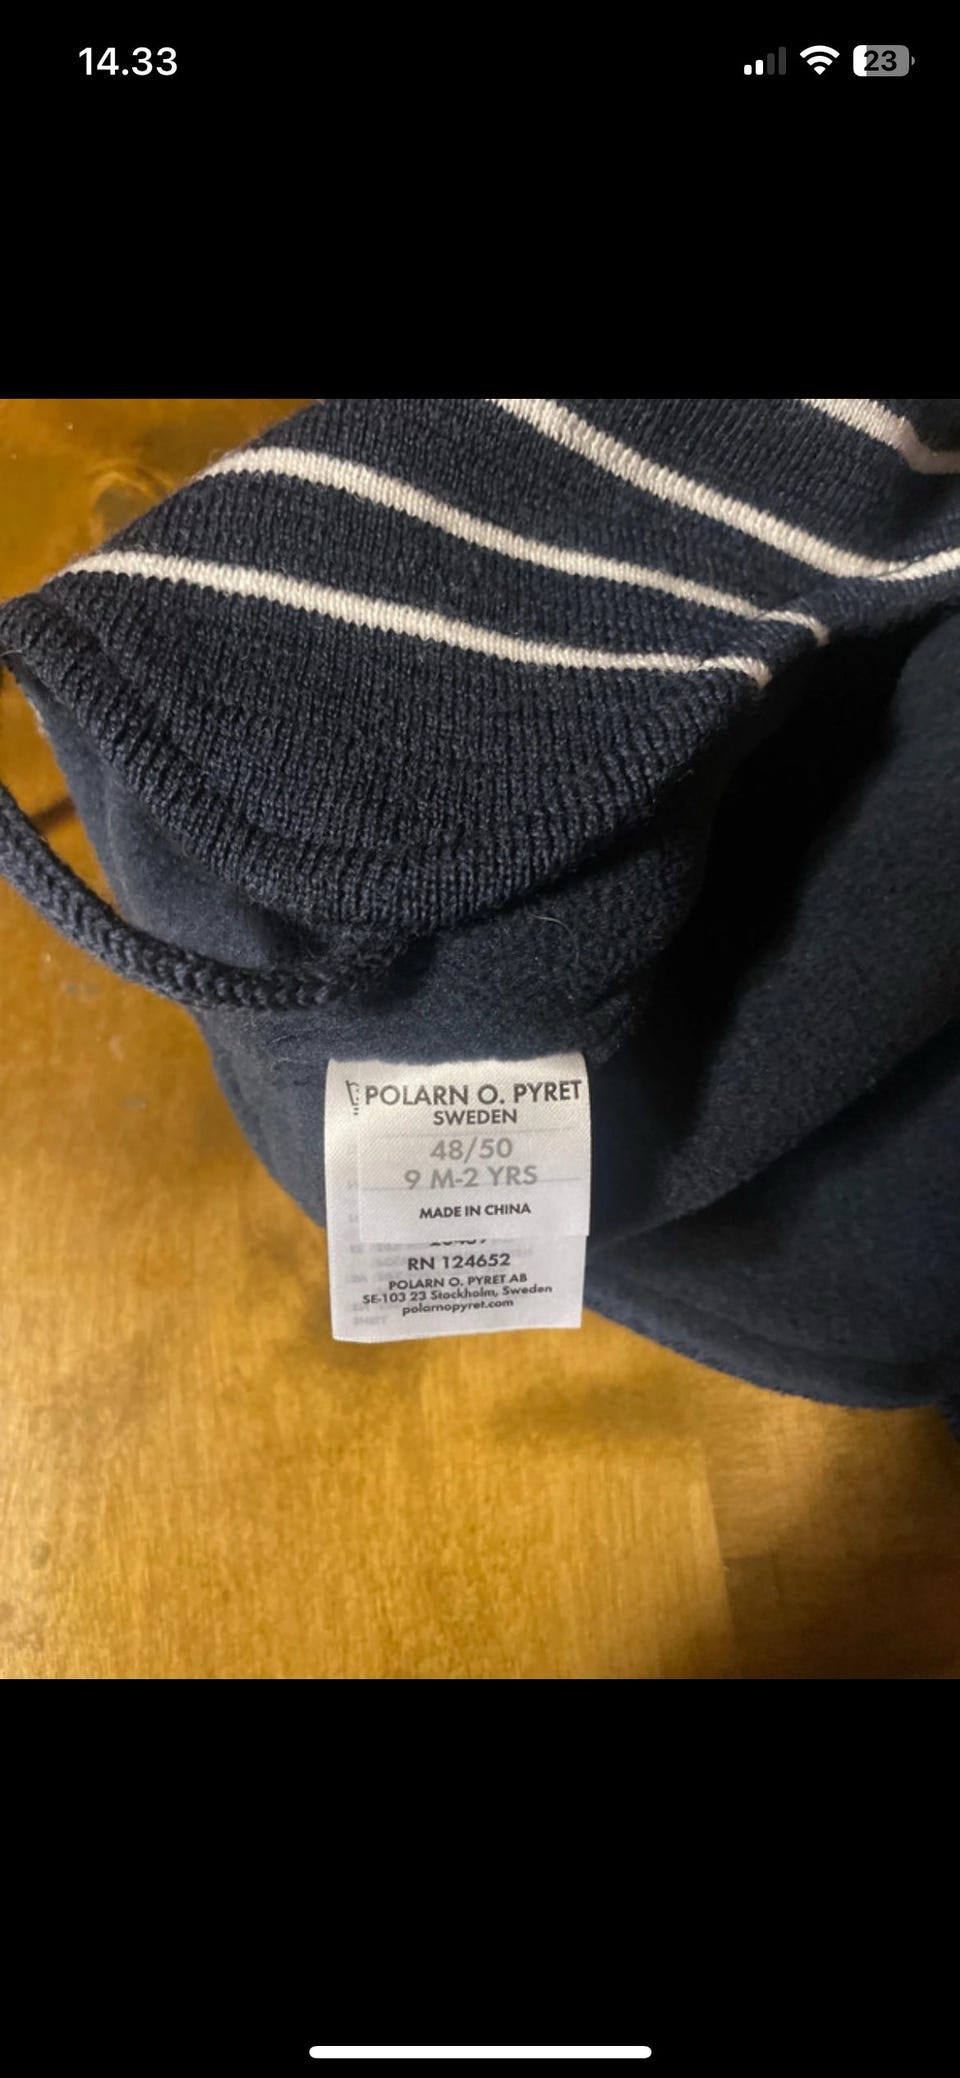 14.33
23
POLARN O. PYRET
SWEDEN
48/50
9 M-2 YRS
MADE IN CHINA
RN 124652
POLARN O. PYRET AB
SE-103 23 Stockholm, Sweden
polarnopyret.com